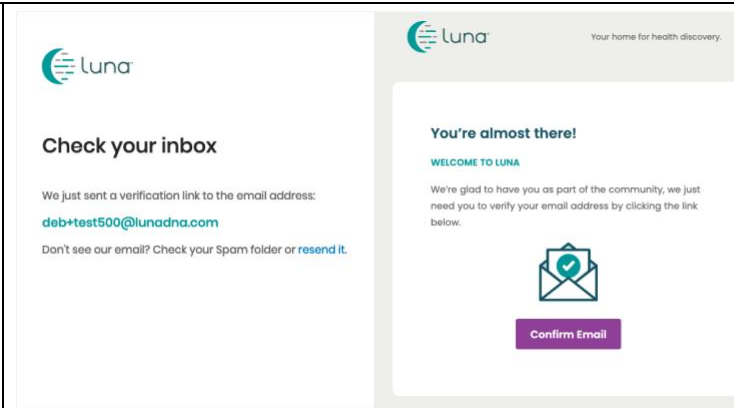 luna
Check your inbox
We just sent a verification link to the email address:
deb+test500@lunadna.com
Don't see our email? Check your Spam folder or resend it.
luna
Your home for health discovery.
You're almost there!
WELCOME TO LUNA
We're glad to have you as part of the community, we just
need you to verify your email address by clicking the link
below.
Confirm Email